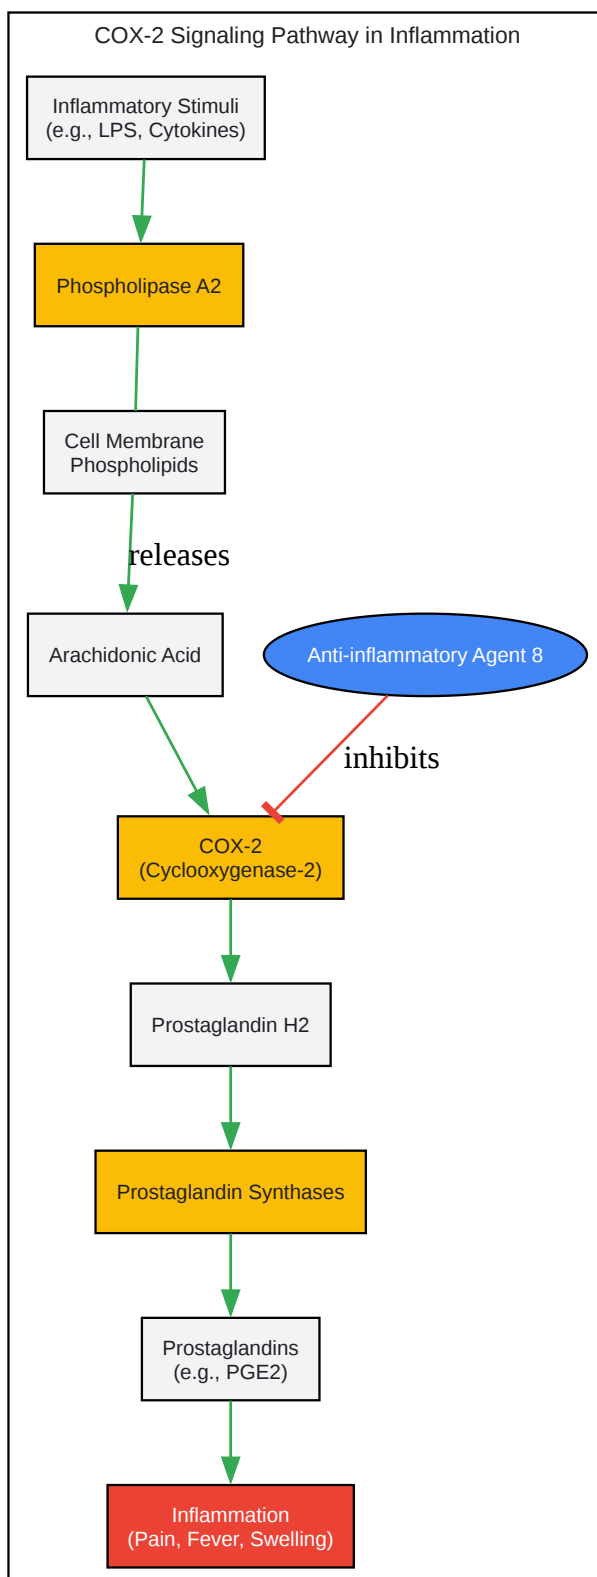 COX-2 Signaling Pathway in Inflammation
Inflammatory Stimuli
(e.g., LPS, Cytokines)
Phospholipase A2
Cell Membrane
Phospholipids
releases
Arachidonic Acid
Anti-inflammatory Agent 8
inhibits
COX-2
(Cyclooxygenase-2)
Prostaglandin H2
Prostaglandin Synthases
Prostaglandins
(e.g., PGE2)
Inflammation
(Pain, Fever, Swelling)